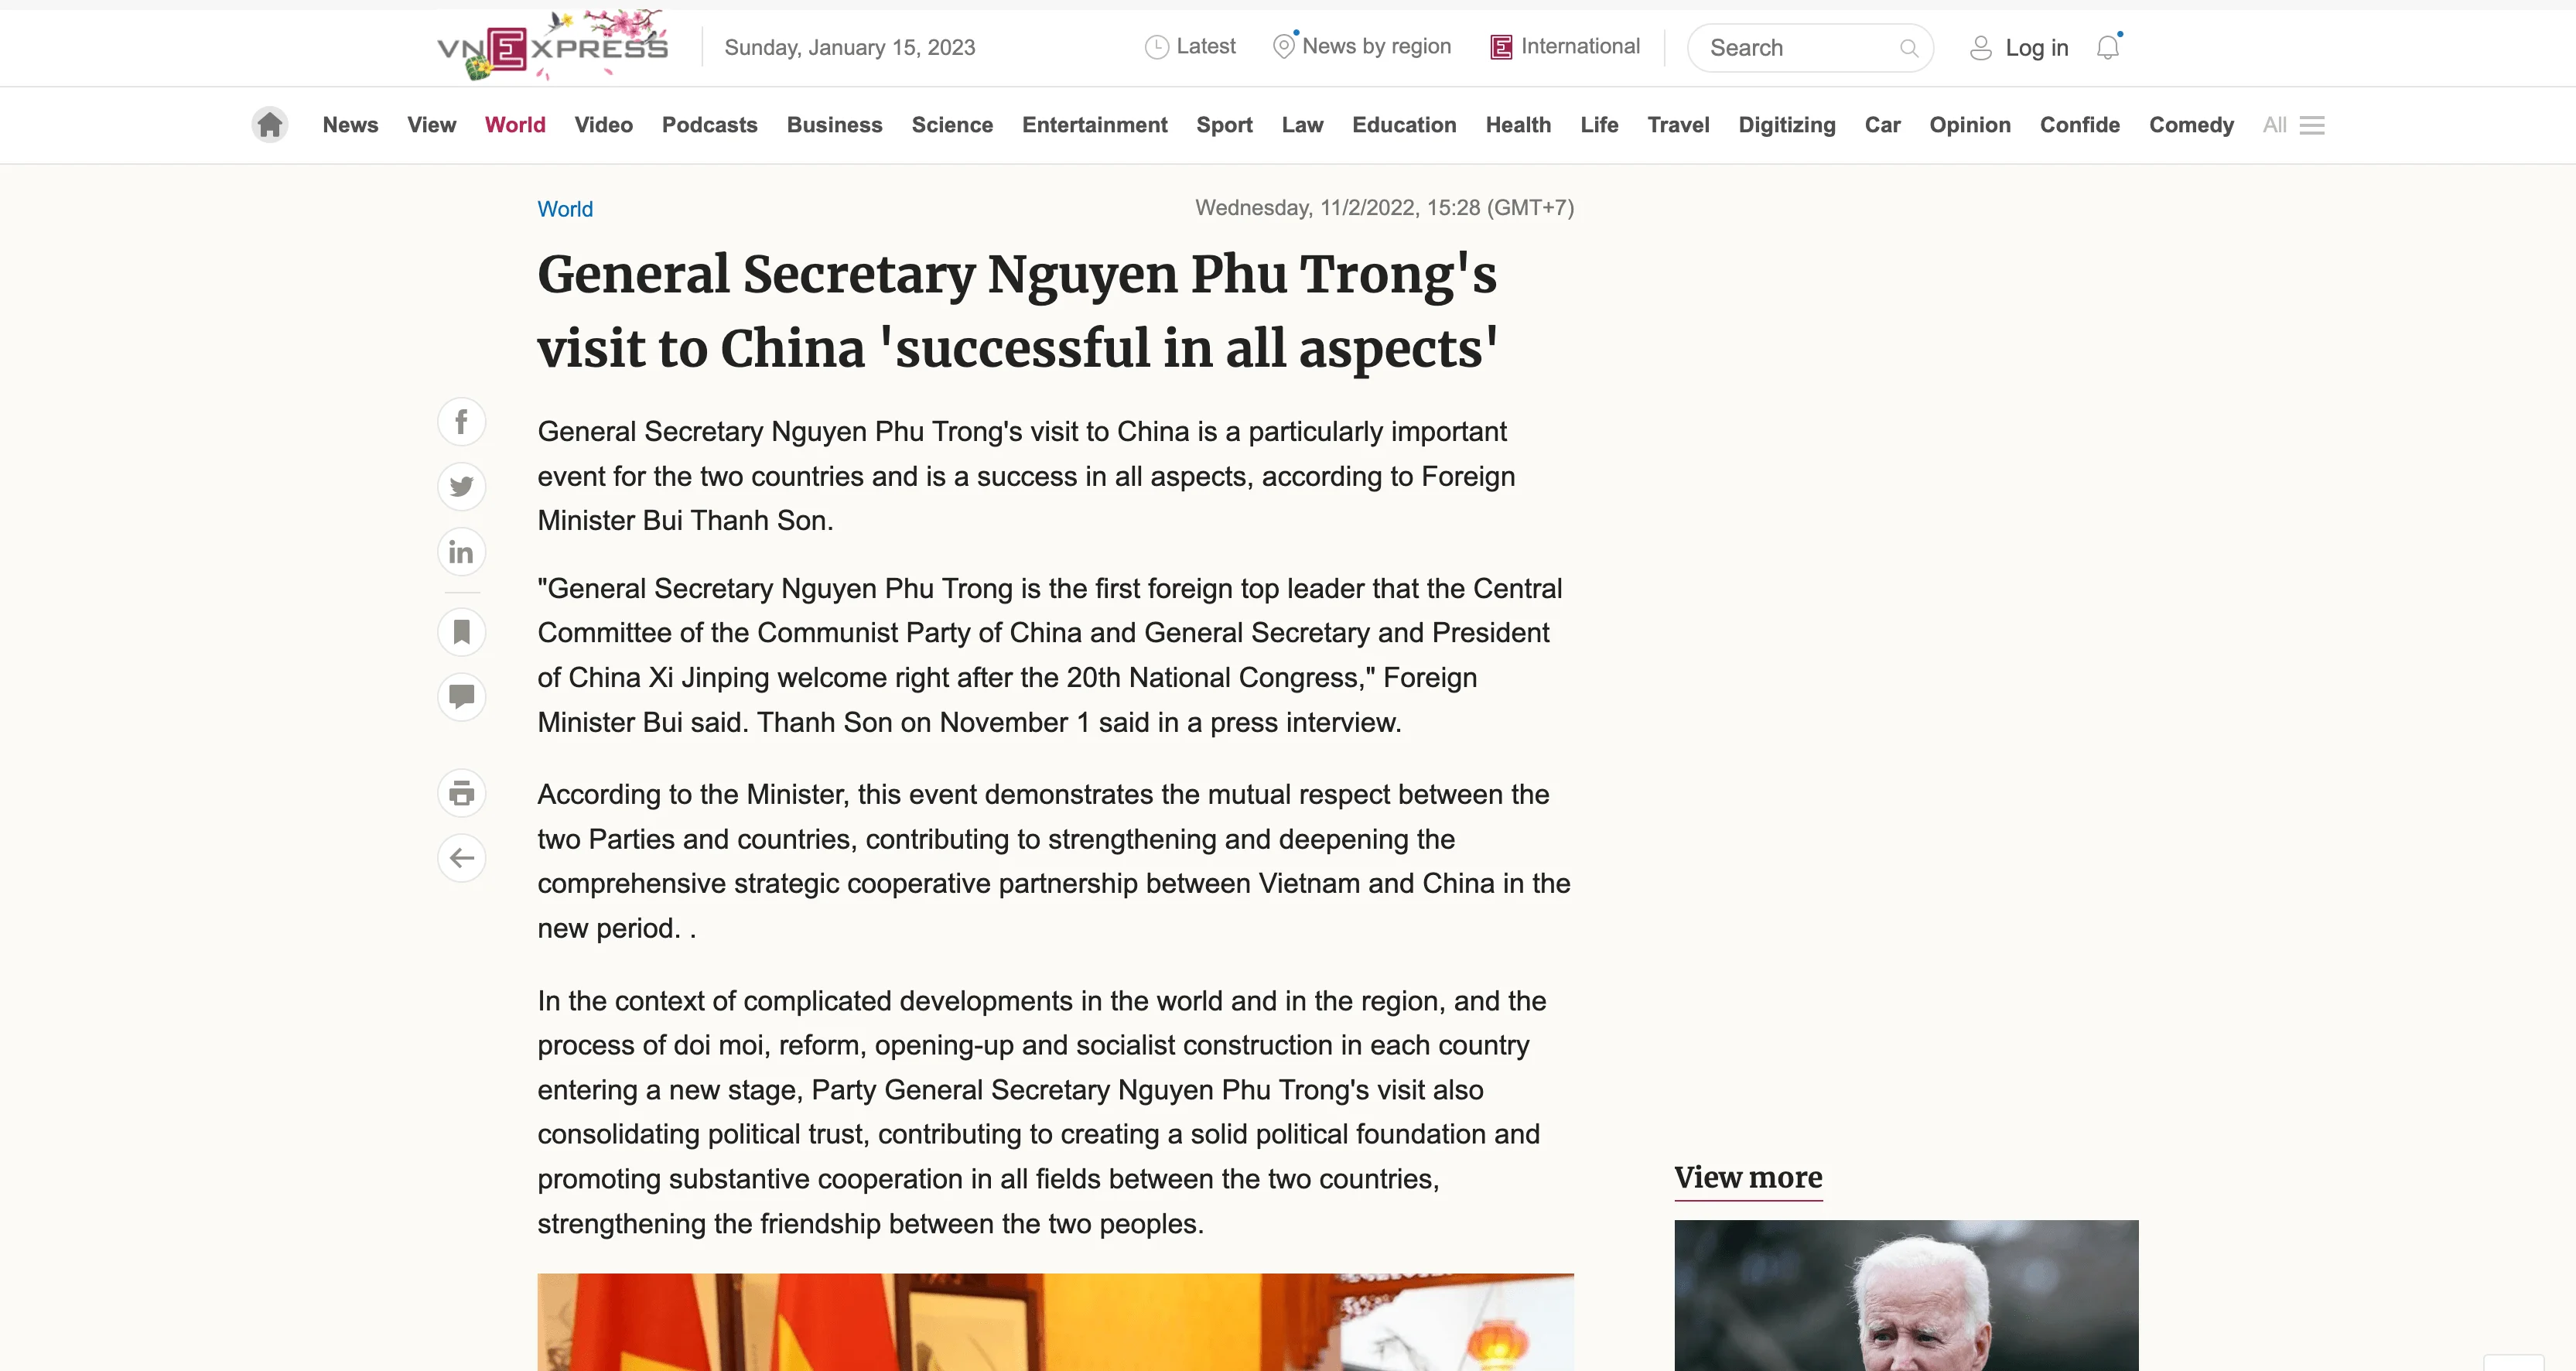 VNEXPRESS
Sunday, January 15, 2023
Latest
News by region
International
Search
Log in
News View World Video Podcasts Business Science Entertainment Sport Law Education Health Life Travel Digitizing Car Opinion Confide Comedy All
World
Wednesday, 11/2/2022, 15:28 (GMT+7)
General Secretary Nguyen Phu Trong's
visit to China 'successful in all aspects'
General Secretary Nguyen Phu Trong's visit to China is a particularly important
event for the two countries and is a success in all aspects, according to Foreign
Minister Bui Thanh Son.
"General Secretary Nguyen Phu Trong is the first foreign top leader that the Central
Committee of the Communist Party of China and General Secretary and President
of China Xi Jinping welcome right after the 20th National Congress," Foreign
Minister Bui said. Thanh Son on November 1 said in a press interview.
According to the Minister, this event demonstrates the mutual respect between the
two Parties and countries, contributing to strengthening and deepening the
comprehensive strategic cooperative partnership between Vietnam and China in the
new period. .
In the context of complicated developments in the world and in the region, and the
process of doi moi, reform, opening-up and socialist construction in each country
entering a new stage, Party General Secretary Nguyen Phu Trong's visit also
consolidating political trust, contributing to creating a solid political foundation and
promoting substantive cooperation in all fields between the two countries,
strengthening the friendship between the two peoples.
View more